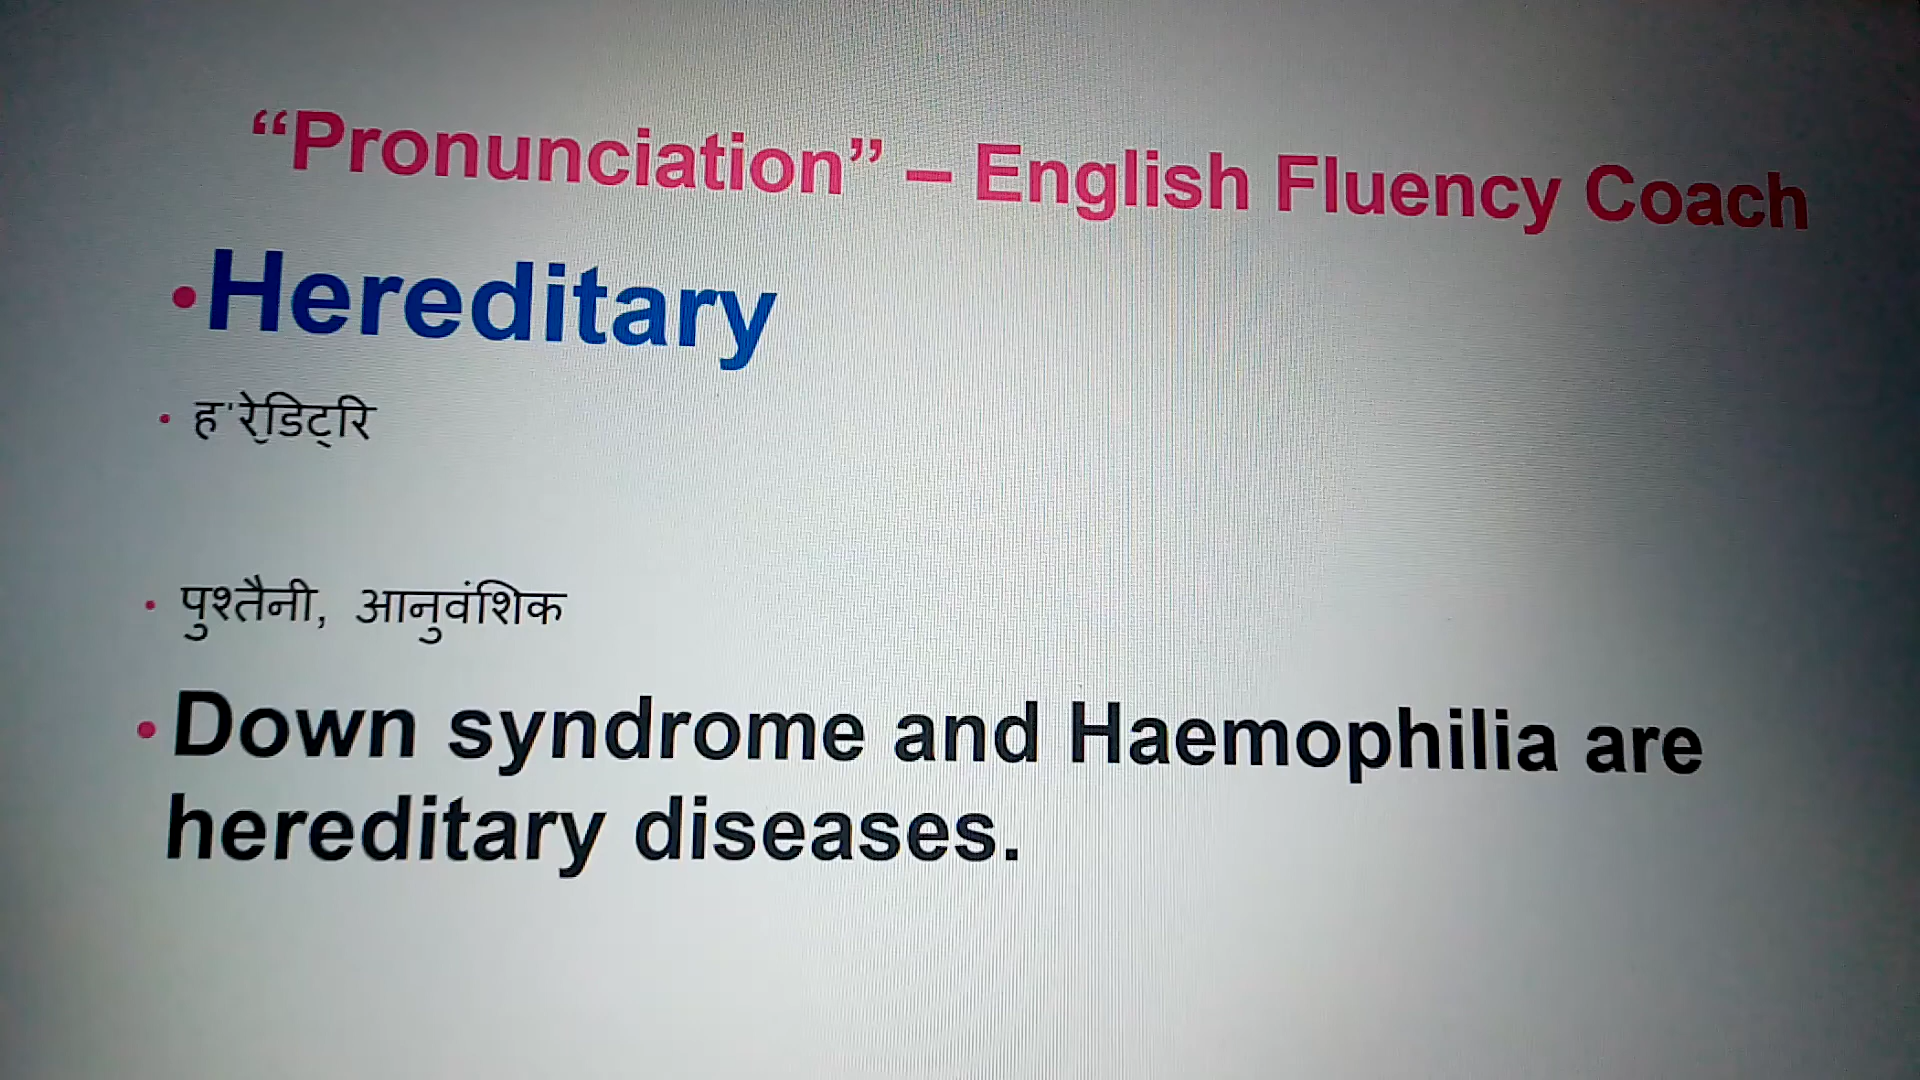 “Pronunciation” – English Fluency Coach
•Hereditary
• ह'रे॒डिट्रि
• पुश्तैनी, आनुवंशिक
• Down syndrome and Haemophilia are
hereditary diseases.